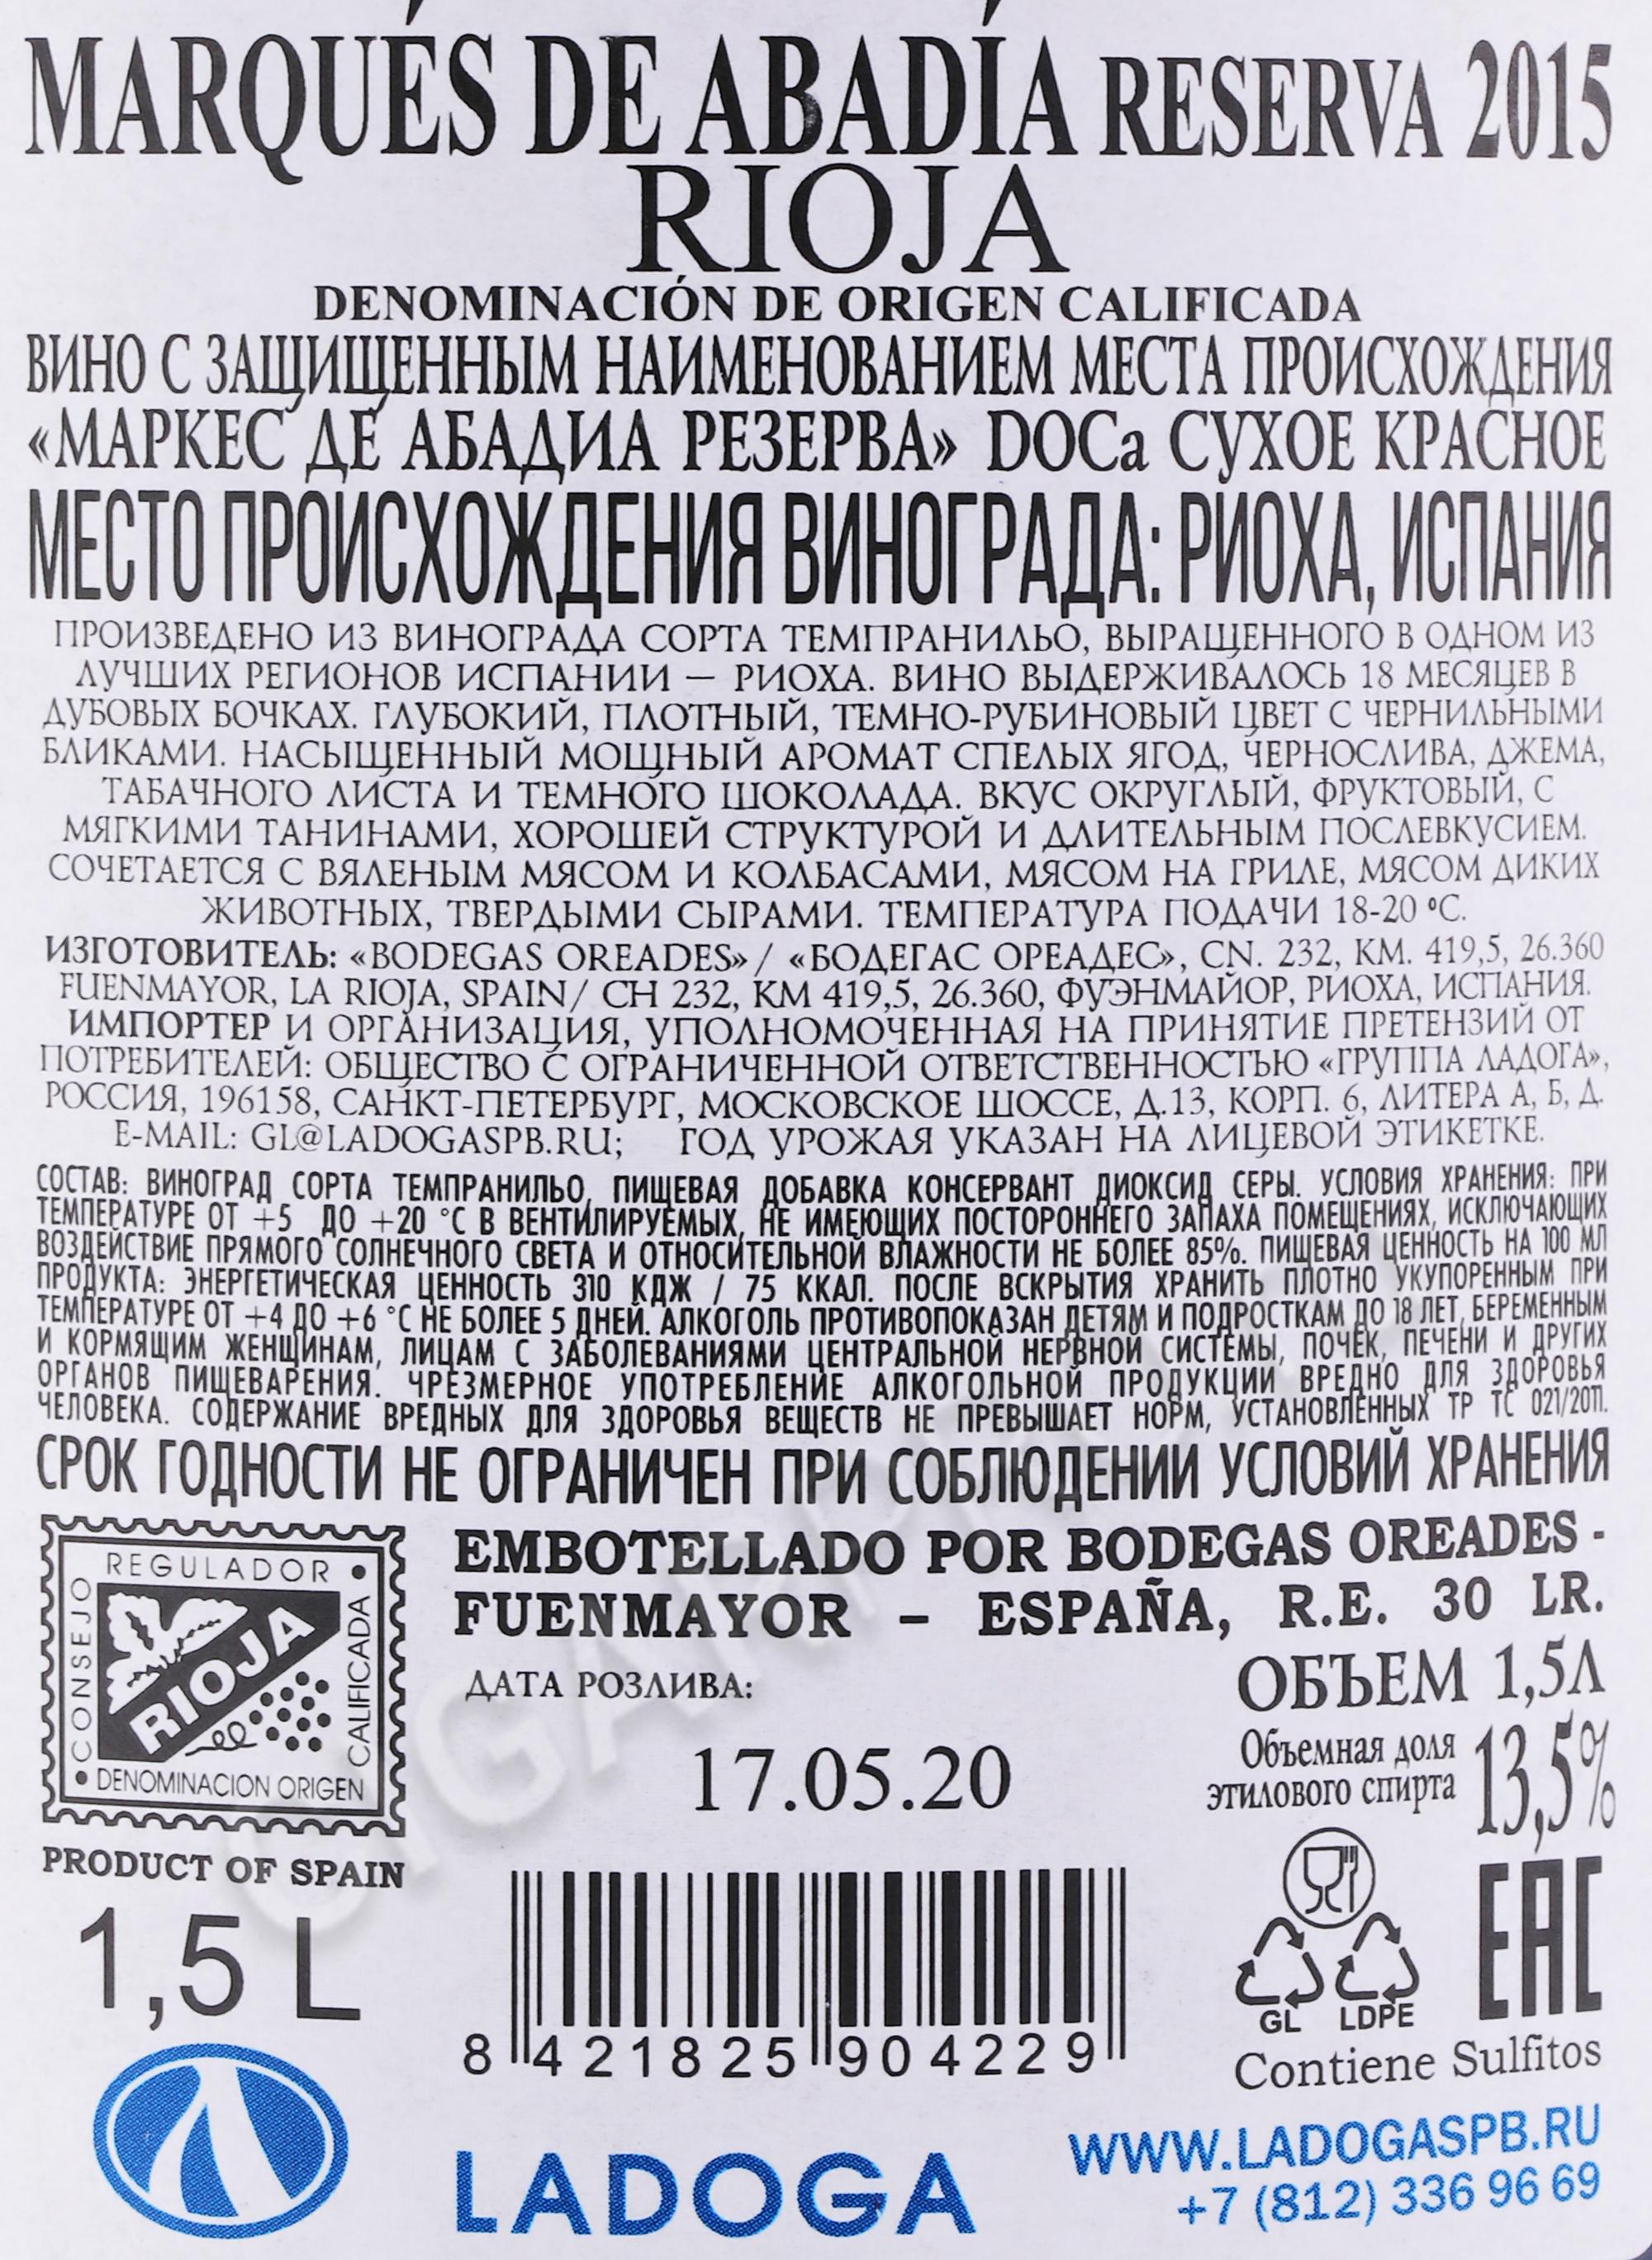 MARQUÉS DE ABADÍA RESERVA 2015
RIOJA
DENOMINACIÓN DE ORIGEN CALIFICADA
ВИНО С ЗАЩИЩЕННЫМ НАИМЕНОВАНИЕМ МЕСТА ПРОИСХОЖДЕНИЯ
«МАРКЕС ДЕ АБАДИА РЕЗЕРВА» DOCa СУХОЕ КРАСНОЕ
МЕСТО ПРОИСХОЖДЕНИЯ ВИНОГРАДА: РИОХА, ИСПАНИЯ
ПРОИЗВЕДЕНО ИЗ ВИНОГРАДА СОРТА ТЕМПРАНИЛЬО, ВЫРАЩЕННОГО В ОДНОМ ИЗ
ЛУЧШИХ РЕГИОНОВ ИСПАНИИ – РИОХА. ВИНО ВЫДЕРЖИВАЛОСЬ 18 МЕСЯЦЕВ В
ДУБОВЫХ БОЧКАХ. ГЛУБОКИЙ, ПЛОТНЫЙ, ТЕМНО-РУБИНОВЫЙ ЦВЕТ С ЧЕРНИЛЬНЫМИ
БЛИКАМИ. НАСЫЩЕННЫЙ МОЩНЫЙ АРОМАТ СПЕЛЫХ ЯГОД, ЧЕРНОСЛИВА, ДЖЕМА,
ТАБАЧНОГО ЛИСТА И ТЕМНОГО ШОКОЛАДА. ВКУС ОКРУГЛЫЙ, ФРУКТОВЫЙ, С
МЯГКИМИ ТАНИНАМИ, ХОРОШЕЙ СТРУКТУРОЙ И ДЛИТЕЛЬНЫМ ПОСЛЕВКУСИЕМ.
СОЧЕТАЕТСЯ С ВЯЛЕНЫМ МЯСОМ И КОЛБАСАМИ, МЯСОМ НА ГРИЛЕ, МЯСОМ ДИКИХ
ЖИВОТНЫХ, ТВЕРДЫМИ СЫРАМИ. ТЕМПЕРАТУРА ПОДАЧИ 18-20 °С.
ИЗГОТОВИТЕЛЬ: «BODEGAS OREADES» / «БОДЕГАС ОРЕАДЕС», CN. 232, KM. 419,5, 26.360
FUENMAYOR, LA RIOJA, SPAIN/ СН 232, КМ 419,5, 26.360, ФУЭНМАЙОР, РИОХА, ИСПАНИЯ.
ИМПОРТЕР И ОРГАНИЗАЦИЯ, УПОЛНОМОЧЕННАЯ НА ПРИНЯТИЕ ПРЕТЕНЗИЙ ОТ
ПОТРЕБИТЕЛЕЙ: ОБЩЕСТВО С ОГРАНИЧЕННОЙ ОТВЕТСТВЕННОСТЬЮ «ГРУППА ЛАДОГА»,
РОССИЯ, 196158, САНКТ-ПЕТЕРБУРГ, МОСКОВСКОЕ ШОССЕ, Д.13, КОРП. 6, ЛИТЕРА А, Б, Д.
E-MAIL: GL@LADOGASPB.RU; ГОД УРОЖАЯ УКАЗАН НА ЛИЦЕВОЙ ЭТИКЕТКЕ.
СОСТАВ: ВИНОГРАД СОРТА ТЕМПРАНИЛЬО, ПИЩЕВАЯ ДОБАВКА КОНСЕРВАНТ ДИОКСИД СЕРЫ. УСЛОВИЯ ХРАНЕНИЯ: ПРИ
ТЕМПЕРАТУРЕ ОТ +5 ДО +20 °С В ВЕНТИЛИРУЕМЫХ, НЕ ИМЕЮЩИХ ПОСТОРОННЕГО ЗАПАХА ПОМЕЩЕНИЯХ, ИСКЛЮЧАЮЩИХ
ВОЗДЕЙСТВИЕ ПРЯМОГО СОЛНЕЧНОГО СВЕТА И ОТНОСИТЕЛЬНОЙ ВЛАЖНОСТИ НЕ БОЛЕЕ 85%. ПИЩЕВАЯ ЦЕННОСТЬ НА 100 МЛ
ПРОДУКТА: ЭНЕРГЕТИЧЕСКАЯ ЦЕННОСТЬ 310 КДЖ / 75 ККАЛ. ПОСЛЕ ВСКРЫТИЯ ХРАНИТЬ ПЛОТНО УКУПОРЕННЫМ ПРИ
ТЕМПЕРАТУРЕ ОТ +4 ДО +6 °С НЕ БОЛЕЕ 5 ДНЕЙ. АЛКОГОЛЬ ПРОТИВОПОКАЗАН ДЕТЯМ И ПОДРОСТКАМ ДО 18 ЛЕТ, БЕРЕМЕННЫМ
И КОРМЯЩИМ ЖЕНЩИНАМ, ЛИЦАМ С ЗАБОЛЕВАНИЯМИ ЦЕНТРАЛЬНОЙ НЕРВНОЙ СИСТЕМЫ, ПОЧЕК, ПЕЧЕНИ И ДРУГИХ
ОРГАНОВ ПИЩЕВАРЕНИЯ. ЧРЕЗМЕРНОЕ УПОТРЕБЛЕНИЕ АЛКОГОЛЬНОЙ ПРОДУКЦИИ ВРЕДНО ДЛЯ ЗДОРОВЬЯ
ЧЕЛОВЕКА. СОДЕРЖАНИЕ ВРЕДНЫХ ДЛЯ ЗДОРОВЬЯ ВЕЩЕСТВ НЕ ПРЕВЫШАЕТ НОРМ, УСТАНОВЛЕННЫХ ТР ТС 021/2011.
СРОК ГОДНОСТИ НЕ ОГРАНИЧЕН ПРИ СОБЛЮДЕНИИ УСЛОВИЙ ХРАНЕНИЯ
CONSEJO
REGULADOR
RIOJA
DENOMINACION ORIGEN
CALIFICADA
PRODUCT OF SPAIN
1,5 L
EMBOTELLADO POR BODEGAS OREADES -
FUENMAYOR – ESPAÑA, R.E. 30 LR.
ДАТА РОЗЛИВА:
17.05.20
ОБЪЕМ 1,5Л
Объемная доля
этилового спирта 13,5%
8 421825 904229
GL LDPE
EAC
Contiene Sulfitos
LADOGA
WWW.LADOGASPB.RU
+7 (812) 336 96 69